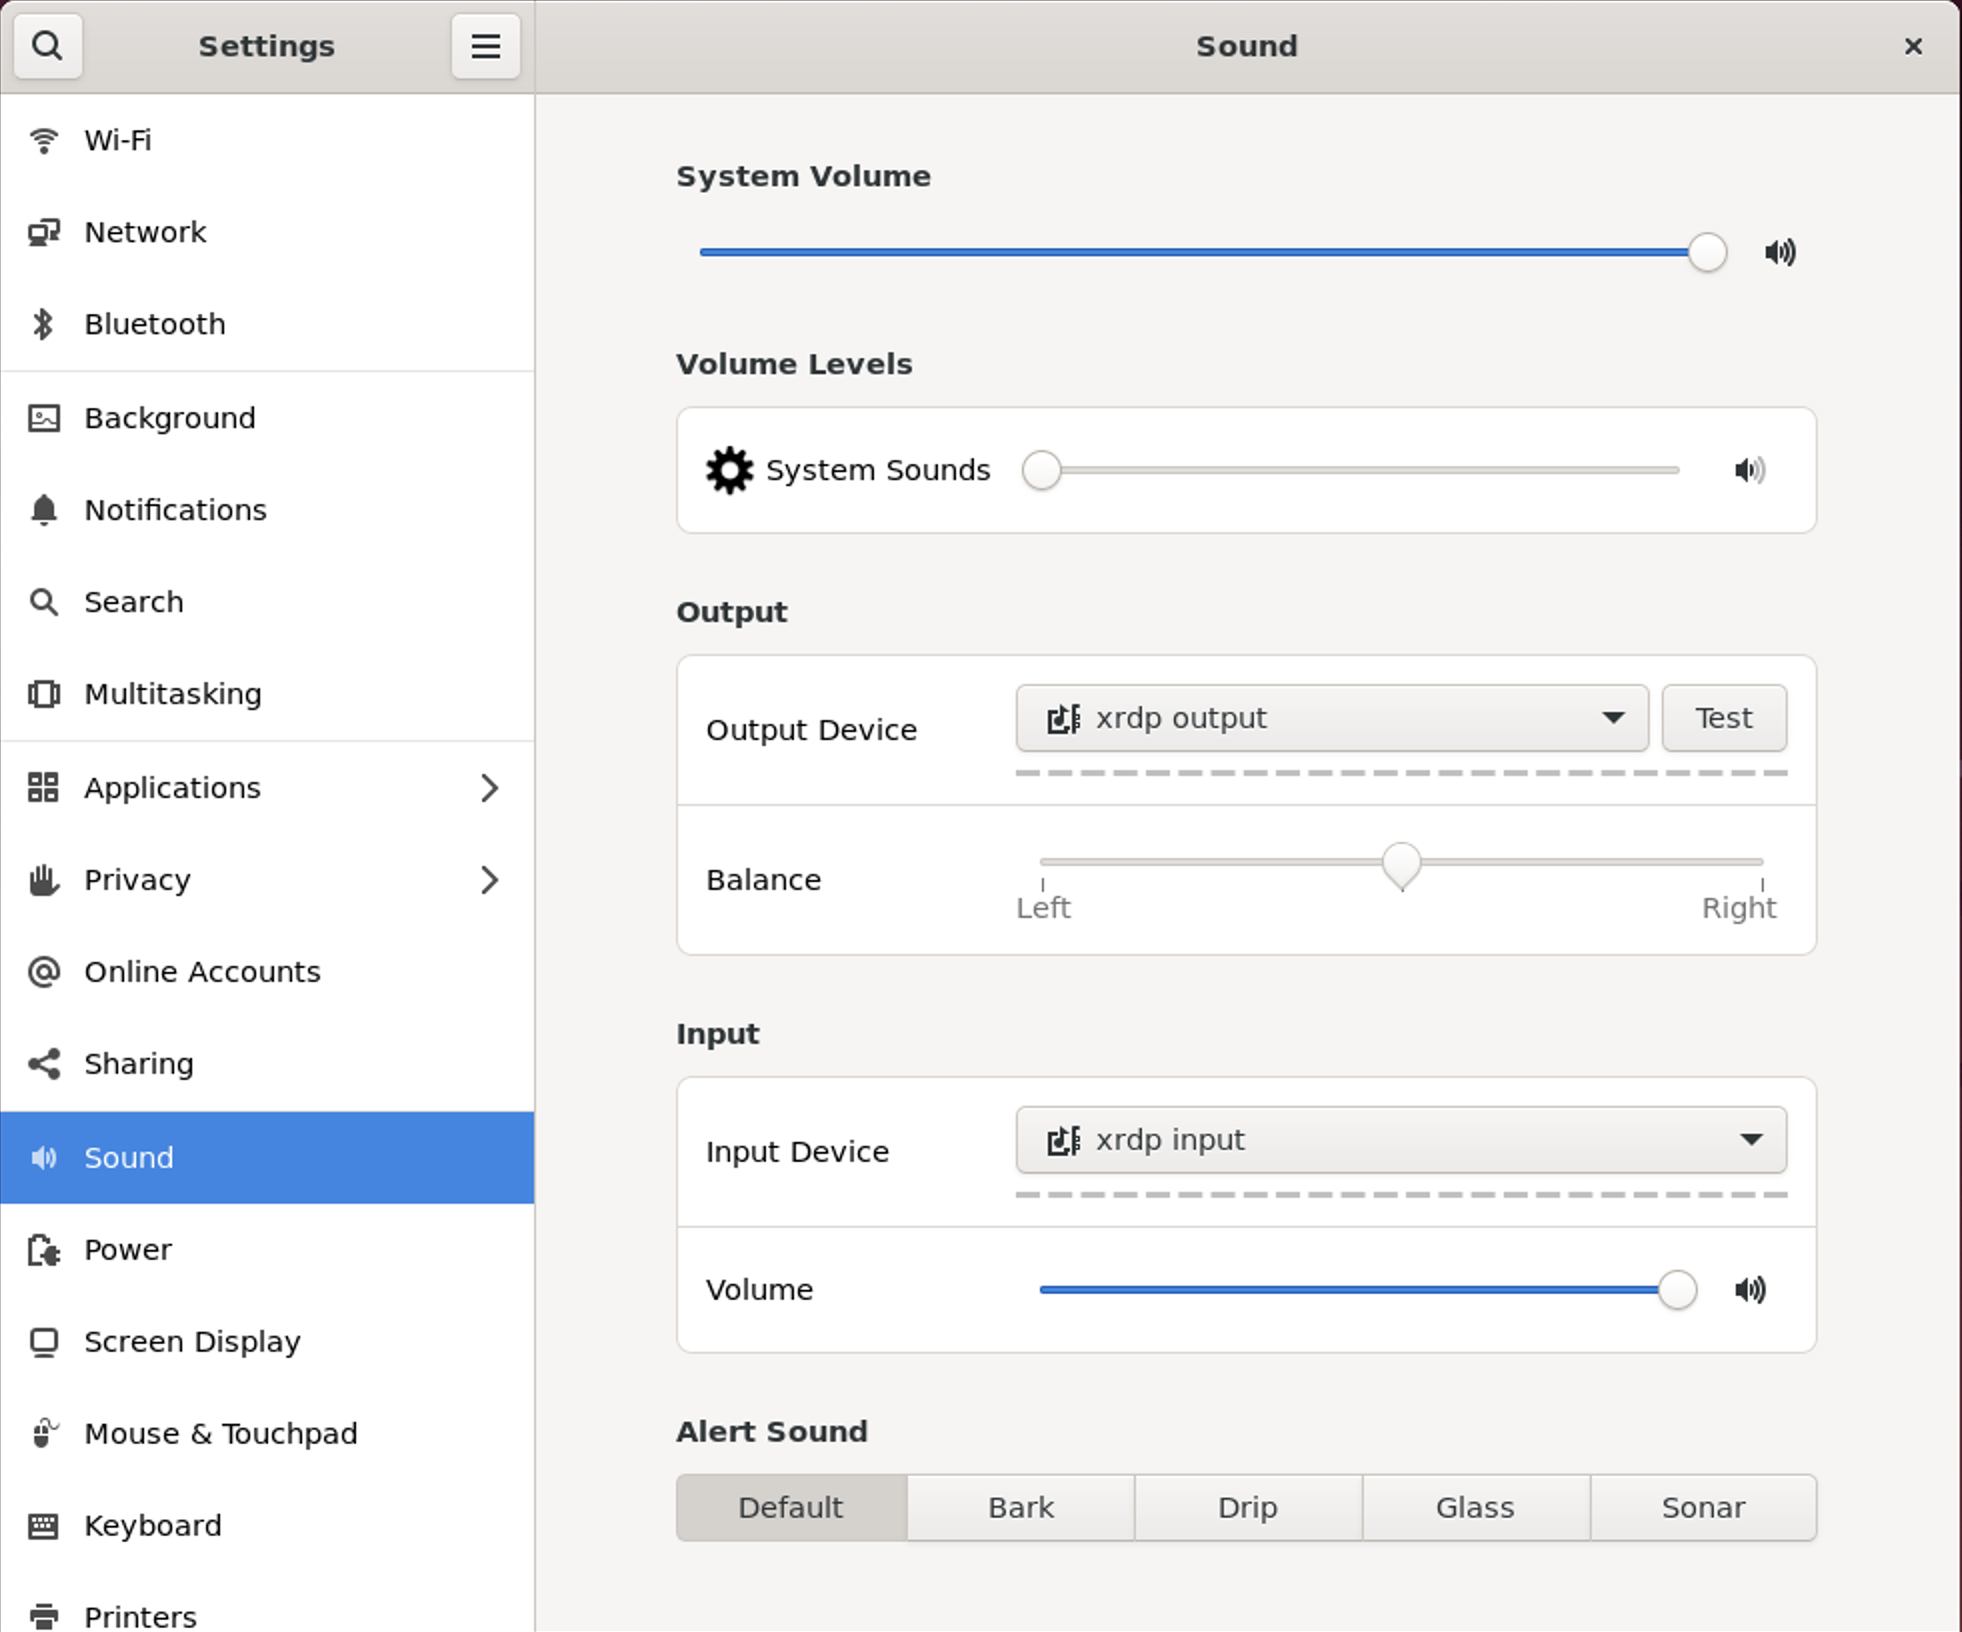 Settings
Sound
Wi-Fi
Network
Bluetooth
Background
Notifications
Search
Multitasking
Applications
Privacy
Online Accounts
Sharing
Sound
Power
Screen Display
Mouse & Touchpad
Keyboard
Printers
System Volume
Volume Levels
System Sounds
Output
Output Device
xrdp output
Test
Balance
Left
Right
Input
Input Device
xrdp input
Volume
Alert Sound
Default
Bark
Drip
Glass
Sonar